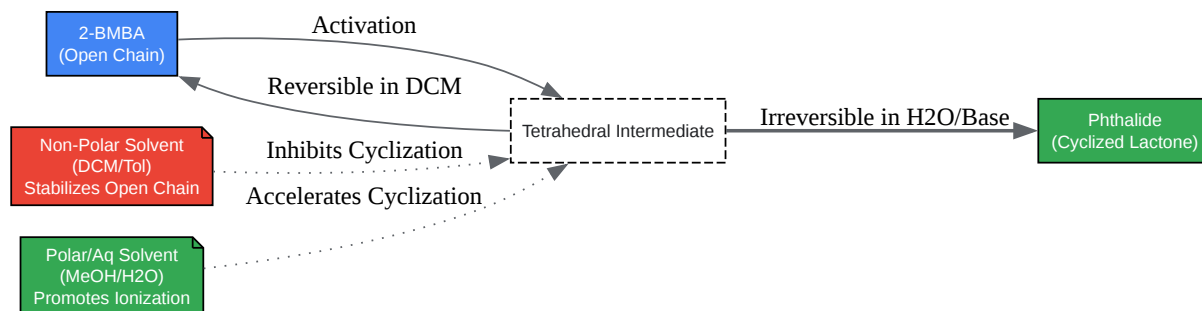 2-BMBA
(Open Chain)
Activation
Reversible in DCM
Non-Polar Solvent
(DCM/Tol)
Stabilizes Open Chain
Inhibits Cyclization
Accelerates Cyclization
Polar/Aq Solvent
(MeOH/H2O)
Promotes Ionization
Tetrahedral Intermediate
Irreversible in H2O/Base
Phthalide
(Cyclized Lactone)